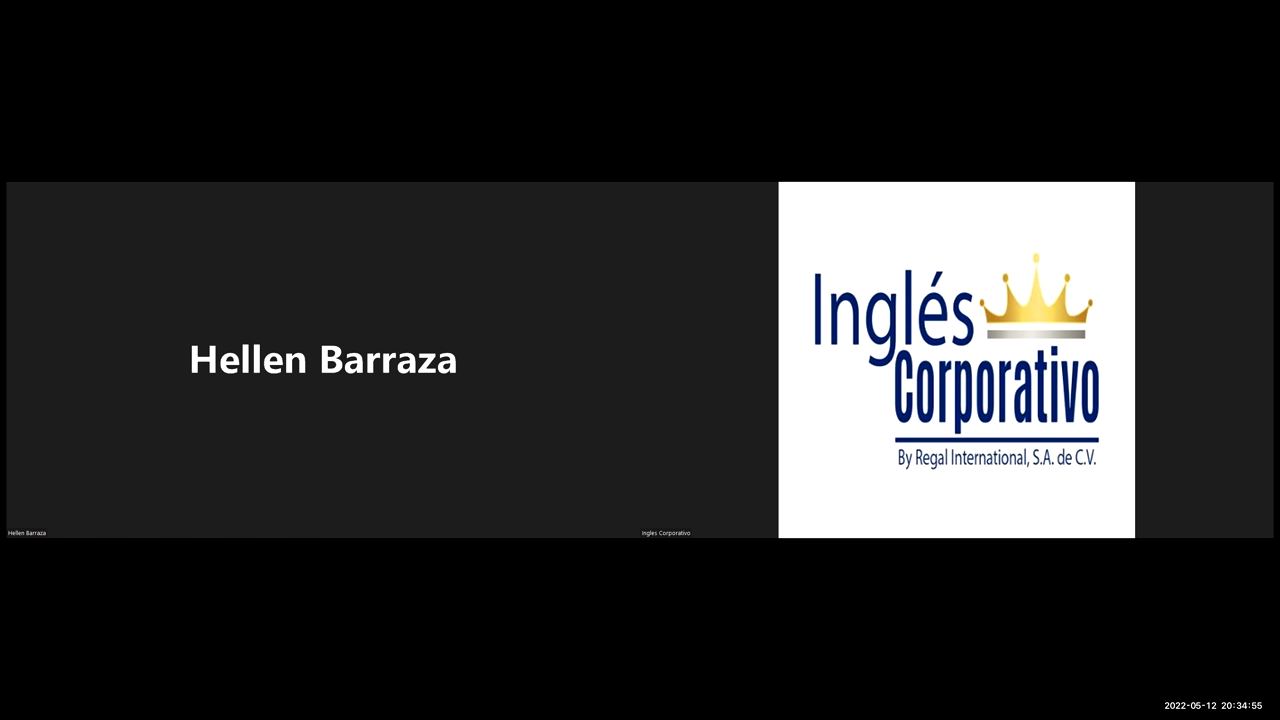 Hellen Barraza
Inglés
Corporativo
By Regal International, S.A. de C.V.
Hellen Barraza
Ingles Corporativo
2022-05-12 20:34:55